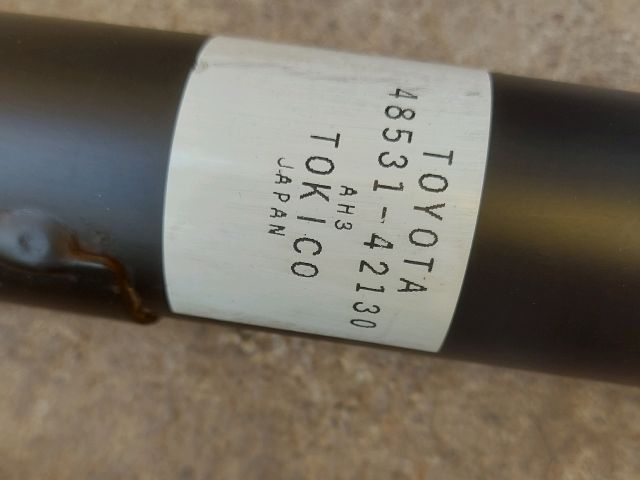 TOYOTA
48531-42130
AH3
TOKICO
JAPAN